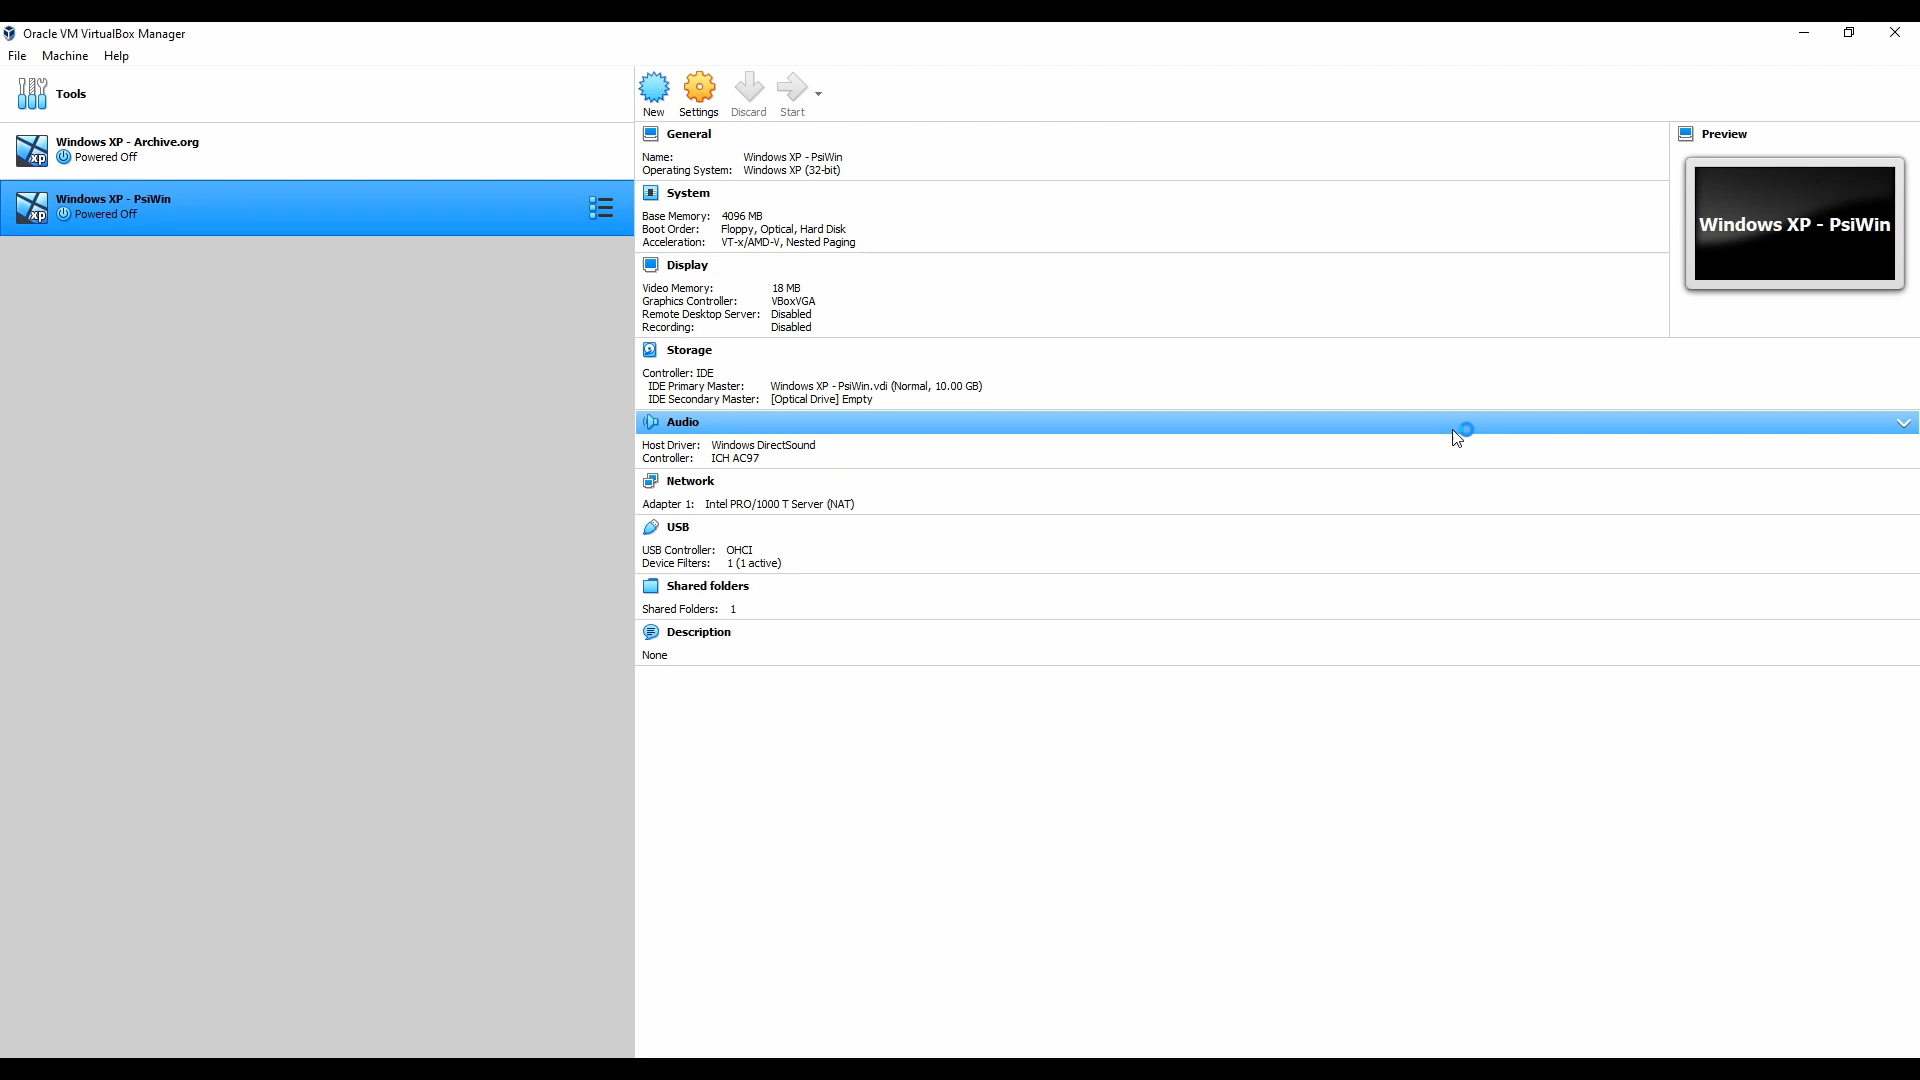 Oracle VM VirtualBox Manager
File Machine Help
Tools
New Settings Discard Start
Windows XP - Archive.org
Powered Off
Windows XP - PsiWin
Powered Off
General
Name: Windows XP - PsiWin
Operating System: Windows XP (32-bit)
System
Base Memory: 4096 MB
Boot Order: Floppy, Optical, Hard Disk
Acceleration: VT-x/AMD-V, Nested Paging
Display
Video Memory: 18 MB
Graphics Controller: VBoxVGA
Remote Desktop Server: Disabled
Recording: Disabled
Storage
Controller: IDE
IDE Primary Master: Windows XP - PsiWin.vdi (Normal, 10.00 GB)
IDE Secondary Master: [Optical Drive] Empty
Audio
Host Driver: Windows DirectSound
Controller: ICH AC97
Network
Adapter 1: Intel PRO/1000 T Server (NAT)
USB
USB Controller: OHCI
Device Filters: 1 (1 active)
Shared folders
Shared Folders: 1
Description
None
Preview
Windows XP - PsiWin
xp
xp